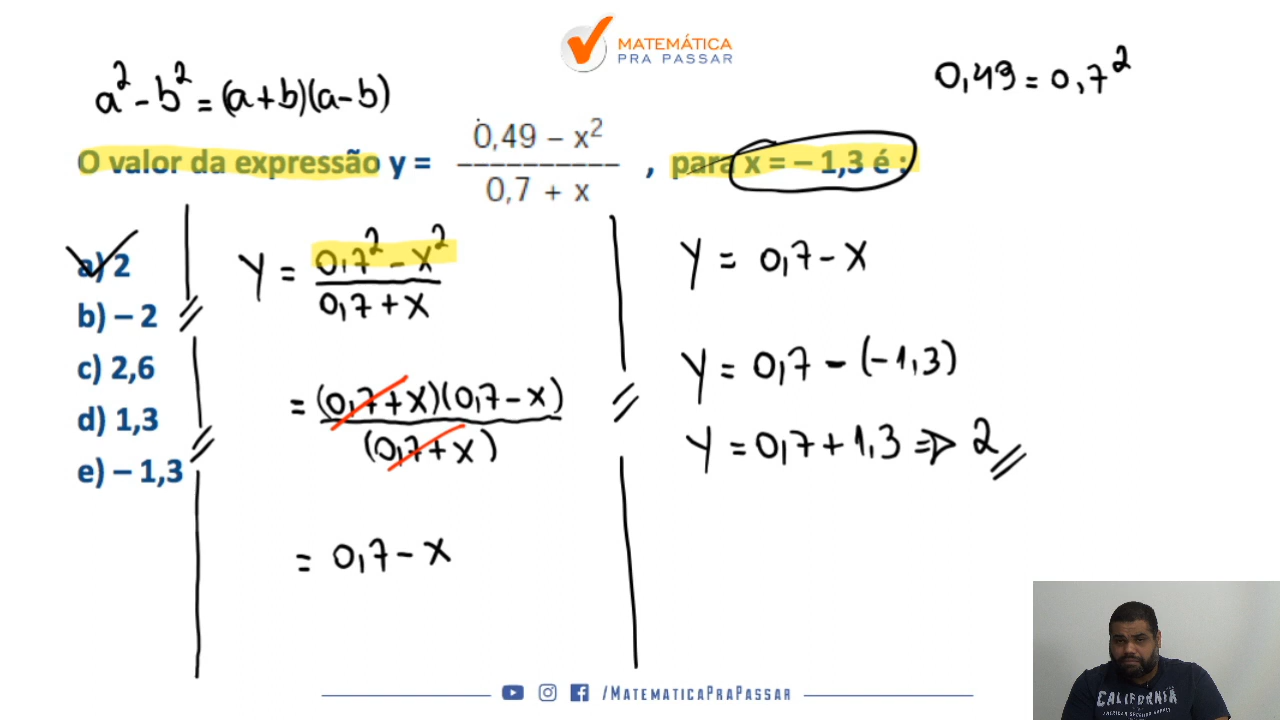 MATEMÁTICA
PRA PASSAR
a² - b² = (a+b)(a-b)
0,49 = 0,7²
0,49 – x²
O valor da expressão y = ---------- , para x = – 1,3 é :
0,7 + x
a) 2
b) – 2
c) 2,6
d) 1,3
e) – 1,3
Y = 0,7² - x² / 0,7 + x
= (0,7+x)(0,7-x) / (0,7+x)
= 0,7 - x
Y = 0,7 - x
Y = 0,7 - (-1,3)
Y = 0,7 + 1,3 => 2
/MatematicaPraPassar
CALIFORNIA